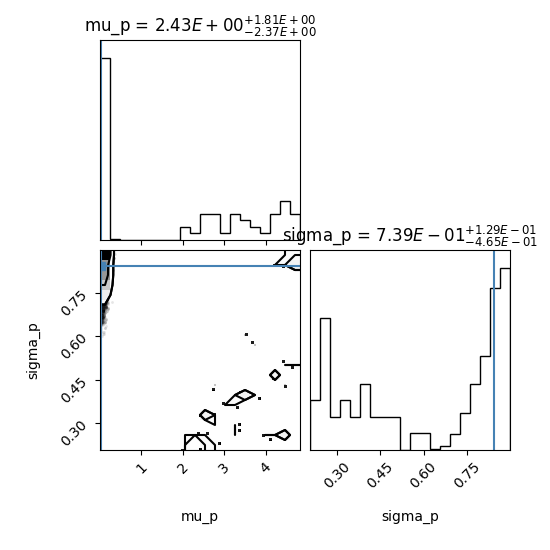 mu_p = 2.43E + 00^{+1.81E+00}_{-2.37E+00}
sigma_p = 7.39E − 01^{+1.29E−01}_{−4.65E−01}
sigma_p
0.75
0.60
0.45
0.30
1
2
3
4
mu_p
0.30
0.45
0.60
0.75
sigma_p